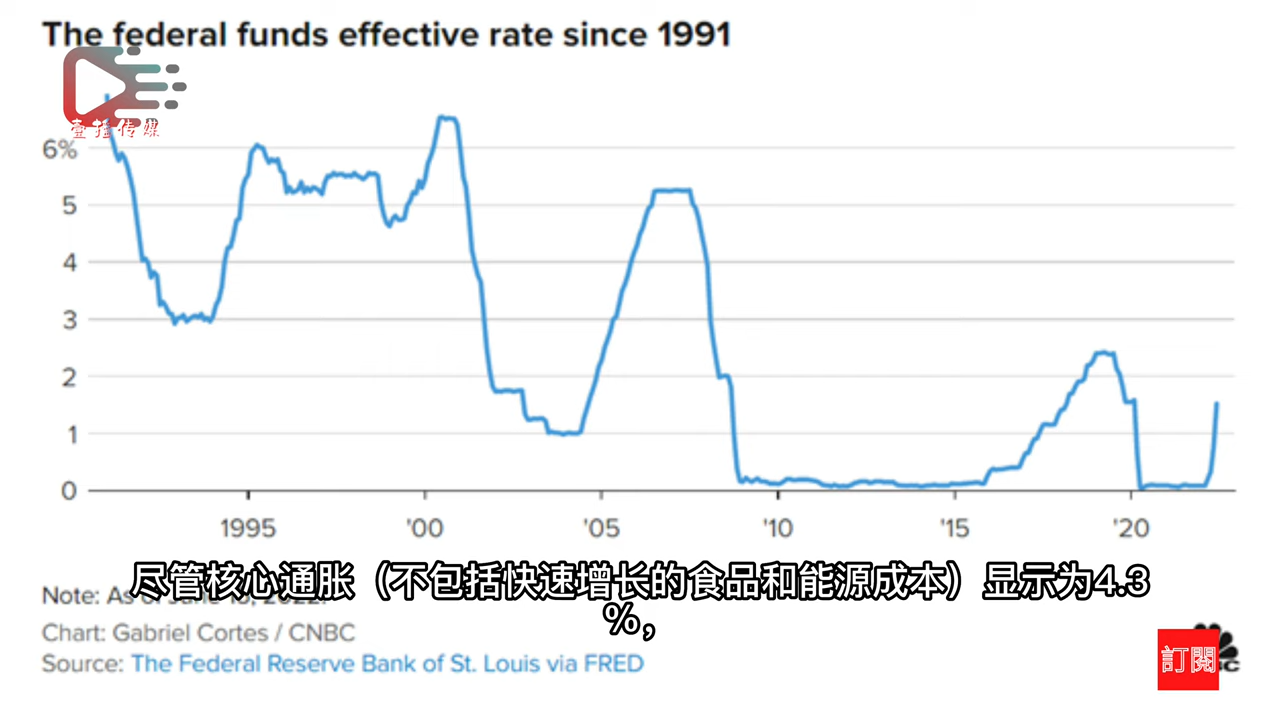 The federal funds effective rate since 1991
壹播传媒
6%
5
4
3
2
1
0
1995
'00
'05
'10
'15
'20
尽管核心通胀（不包括快速增长的食品和能源成本）显示为4.3
%，
Note: As of June 15, 2022.
Chart: Gabriel Cortes / CNBC
Source: The Federal Reserve Bank of St. Louis via FRED
訂閱